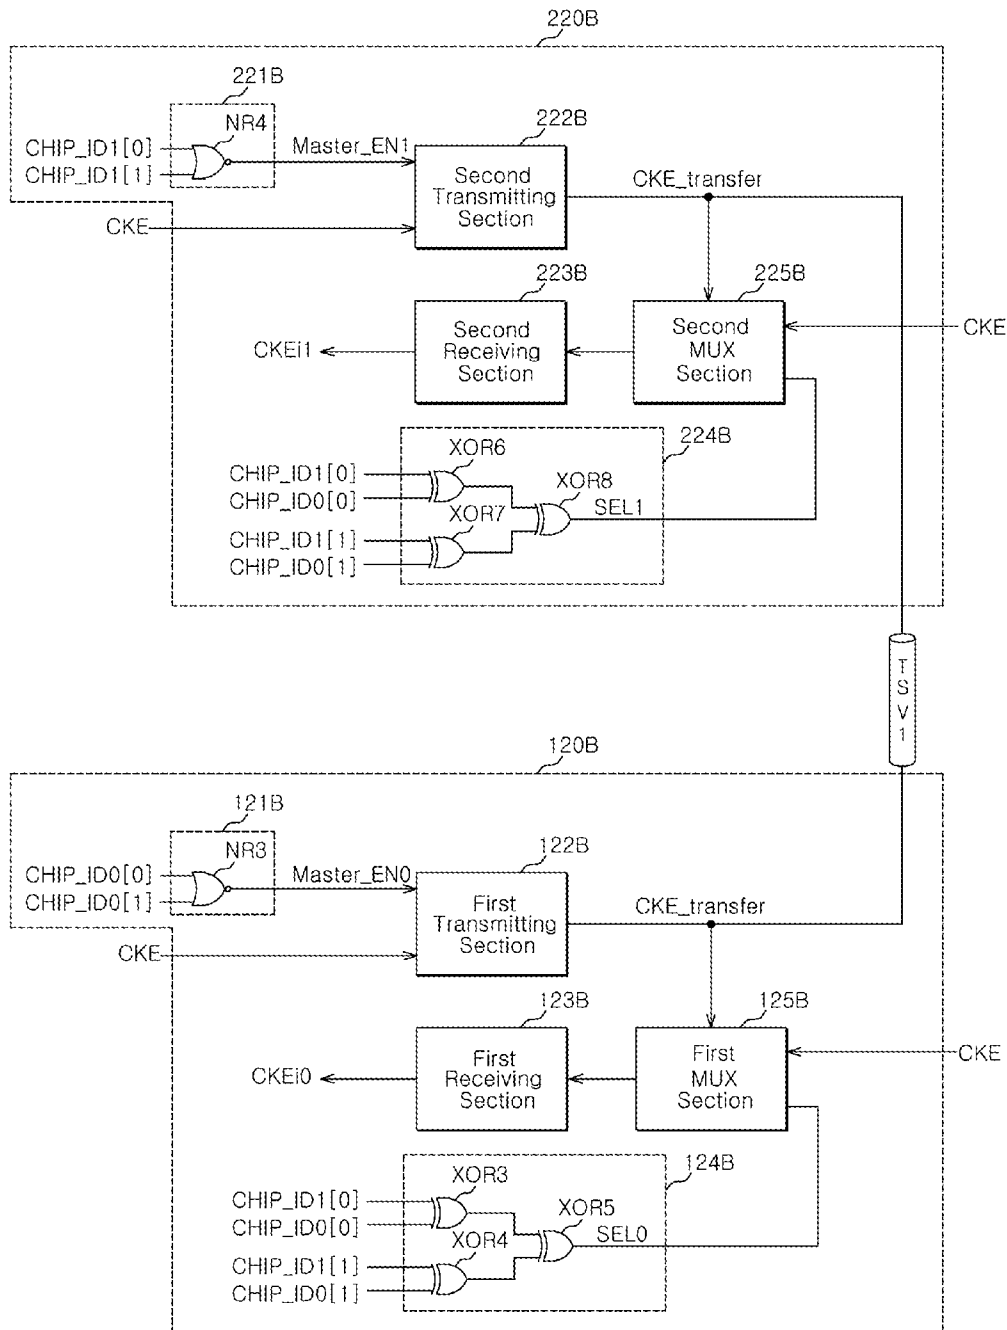 220B
221B
NR4
222B
CHIP_ID1[0]
CHIP_ID1[1]
Master_EN1
Second
Transmitting
Section
CKE_transfer
CKE
223B
225B
Second
Receiving
Section
Second
MUX
Section
CKE
CKEi1
224B
XOR6
CHIP_ID1[0]
CHIP_ID0[0]
XOR8
SEL1
XOR7
CHIP_ID1[1]
CHIP_ID0[1]
TSV1
120B
121B
NR3
122B
CHIP_ID0[0]
CHIP_ID0[1]
Master_EN0
First
Transmitting
Section
CKE_transfer
CKE
123B
125B
First
Receiving
Section
First
MUX
Section
CKE
CKEi0
124B
XOR3
CHIP_ID1[0]
CHIP_ID0[0]
XOR5
SEL0
XOR4
CHIP_ID1[1]
CHIP_ID0[1]